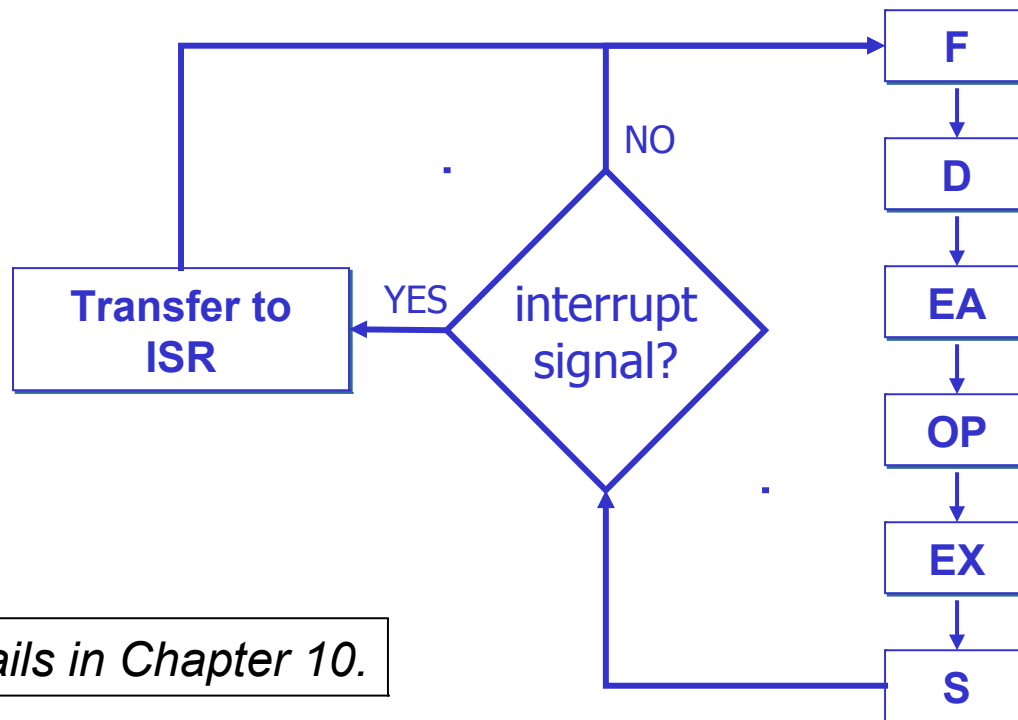 F
NO
D
Transfer to
ISR
YES
interrupt
signal?
EA
OP
EX
ails in Chapter 10.
S